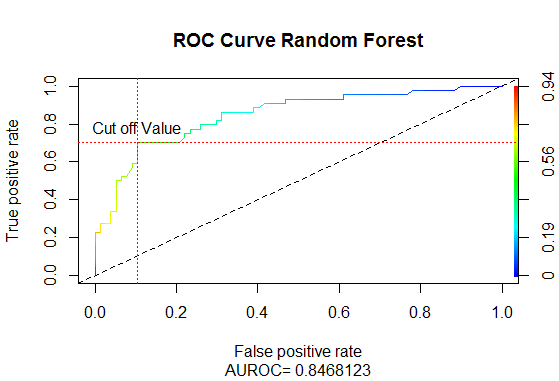 ROC Curve Random Forest
True positive rate
0.0 0.2 0.4 0.6 0.8 1.0
Cut off Value
0 0.19 0.56 0.94
0.0 0.2 0.4 0.6 0.8 1.0
False positive rate
AUROC= 0.8468123